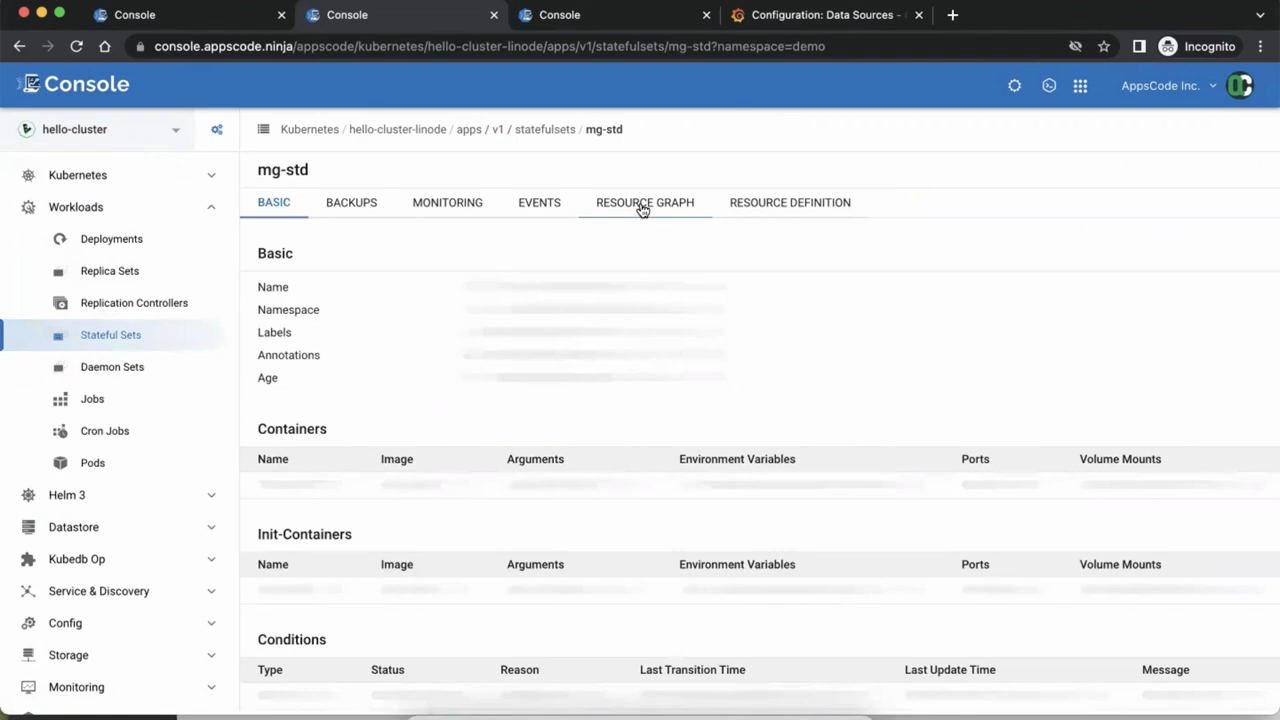 Console
Console
Console
Configuration: Data Sources -
console.appscode.ninja/appscode/kubernetes/hello-cluster-linode/apps/v1/statefulsets/mg-std?namespace=demo
Incognito
Console
AppsCode Inc.
hello-cluster
Kubernetes / hello-cluster-linode / apps / v1 / statefulsets / mg-std
Kubernetes
Workloads
Deployments
Replica Sets
Replication Controllers
Stateful Sets
Daemon Sets
Jobs
Cron Jobs
Pods
Helm 3
Datastore
Kubedb Op
Service & Discovery
Config
Storage
Monitoring
mg-std
BASIC BACKUPS MONITORING EVENTS RESOURCE GRAPH RESOURCE DEFINITION
Basic
Name
Namespace
Labels
Annotations
Age
Containers
Name Image Arguments Environment Variables Ports Volume Mounts
Init-Containers
Name Image Arguments Environment Variables Ports Volume Mounts
Conditions
Type Status Reason Last Transition Time Last Update Time Message